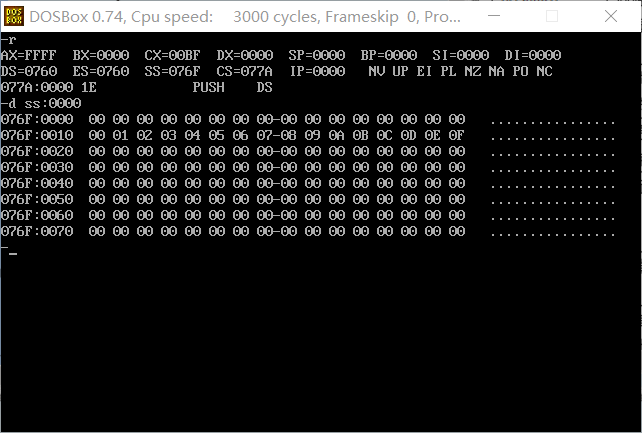 DOS BOX DOSBox 0.74, Cpu speed: 3000 cycles, Frameskip 0, Pro...
-r
AX=FFFF BX=0000 CX=00BF DX=0000 SP=0000 BP=0000 SI=0000 DI=0000
DS=0760 ES=0760 SS=076F CS=077A IP=0000 NV UP EI PL NZ NA PO NC
077A:0000 1E PUSH DS
-d ss:0000
076F:0000 00 00 00 00 00 00 00 00-00 00 00 00 00 00 00 00 ................
076F:0010 00 01 02 03 04 05 06 07-08 09 0A 0B 0C 0D 0E 0F ................
076F:0020 00 00 00 00 00 00 00 00-00 00 00 00 00 00 00 00 ................
076F:0030 00 00 00 00 00 00 00 00-00 00 00 00 00 00 00 00 ................
076F:0040 00 00 00 00 00 00 00 00-00 00 00 00 00 00 00 00 ................
076F:0050 00 00 00 00 00 00 00 00-00 00 00 00 00 00 00 00 ................
076F:0060 00 00 00 00 00 00 00 00-00 00 00 00 00 00 00 00 ................
076F:0070 00 00 00 00 00 00 00 00-00 00 00 00 00 00 00 00 ................
-_